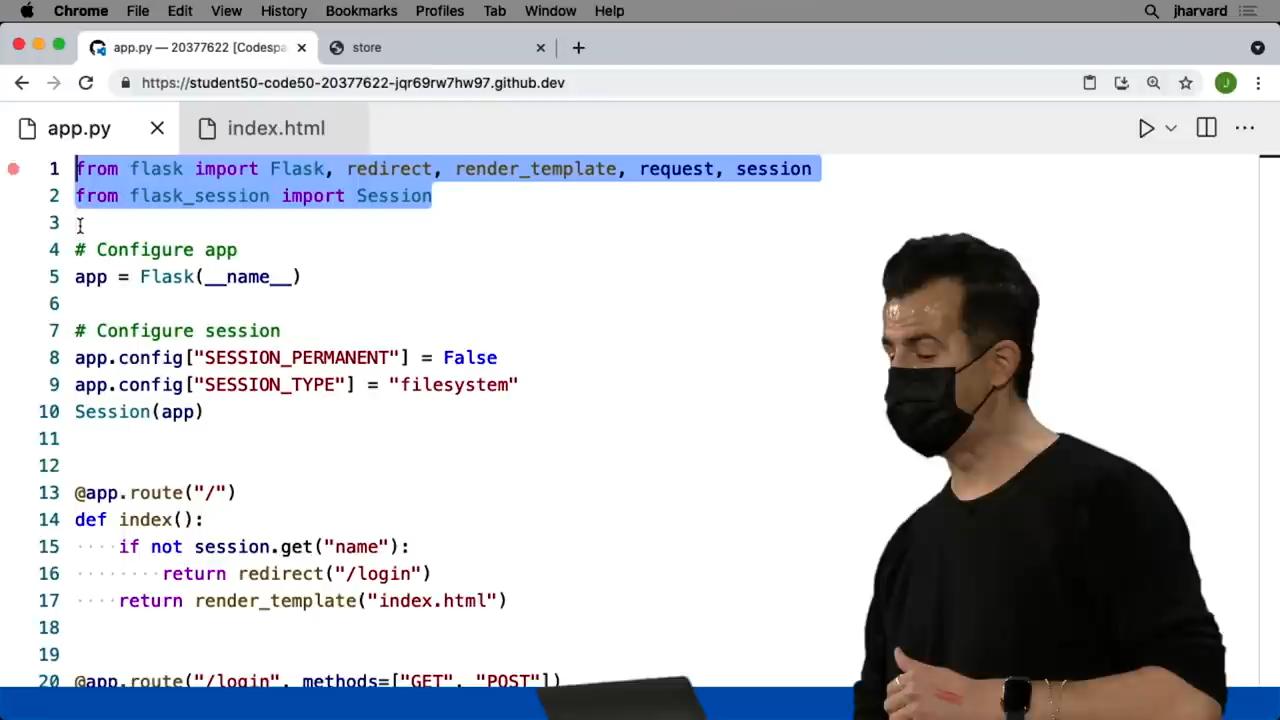 Chrome File Edit View History Bookmarks Profiles Tab Window Help jharvard
app.py — 20377622 [Codespa store
https://student50-code50-20377622-jqr69rw7hw97.github.dev J
app.py index.html
1 from flask import Flask, redirect, render_template, request, session
2 from flask_session import Session
3
4 # Configure app
5 app = Flask(__name__)
6
7 # Configure session
8 app.config["SESSION_PERMANENT"] = False
9 app.config["SESSION_TYPE"] = "filesystem"
10 Session(app)
11
12
13 @app.route("/")
14 def index():
15 if not session.get("name"):
16 return redirect("/login")
17 return render_template("index.html")
18
19
20 @app.route("/login", methods=["GET", "POST"])